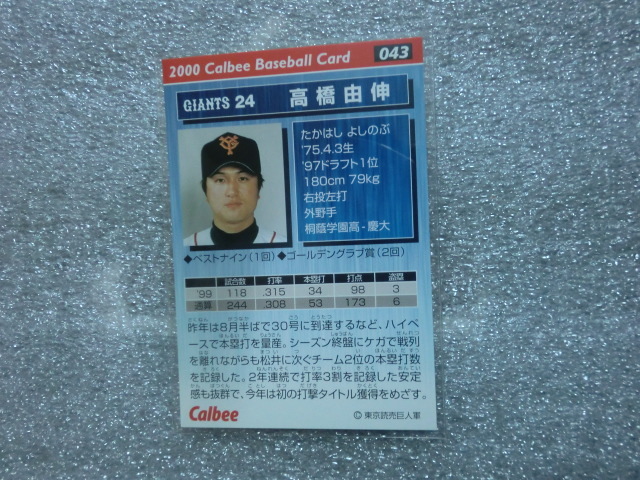 2000 Calbee Baseball Card 043
GIANTS 24 高橋由伸
たかはし よしのぶ
'75.4.3生
'97ドラフト1位
180cm 79kg
右投左打
外野手
桐蔭学園高-慶大
◆ベストナイン(1回) ◆ゴールデングラブ賞(2回)
試合数 打率 本塁打 打点 盗塁
'99 118 .315 34 98 3
通算 244 .308 53 173 6
昨年は8月半ばで30号に到達するなど、ハイペ
ースで本塁打を量産。シーズン終盤にケガで戦列
を離れながらも松井に次ぐチーム2位の本塁打数
を記録した。2年連続で打率3割を記録した安定
感も抜群で、今年は初の打撃タイトル獲得をめざす。
Calbee
© 東京読売巨人軍